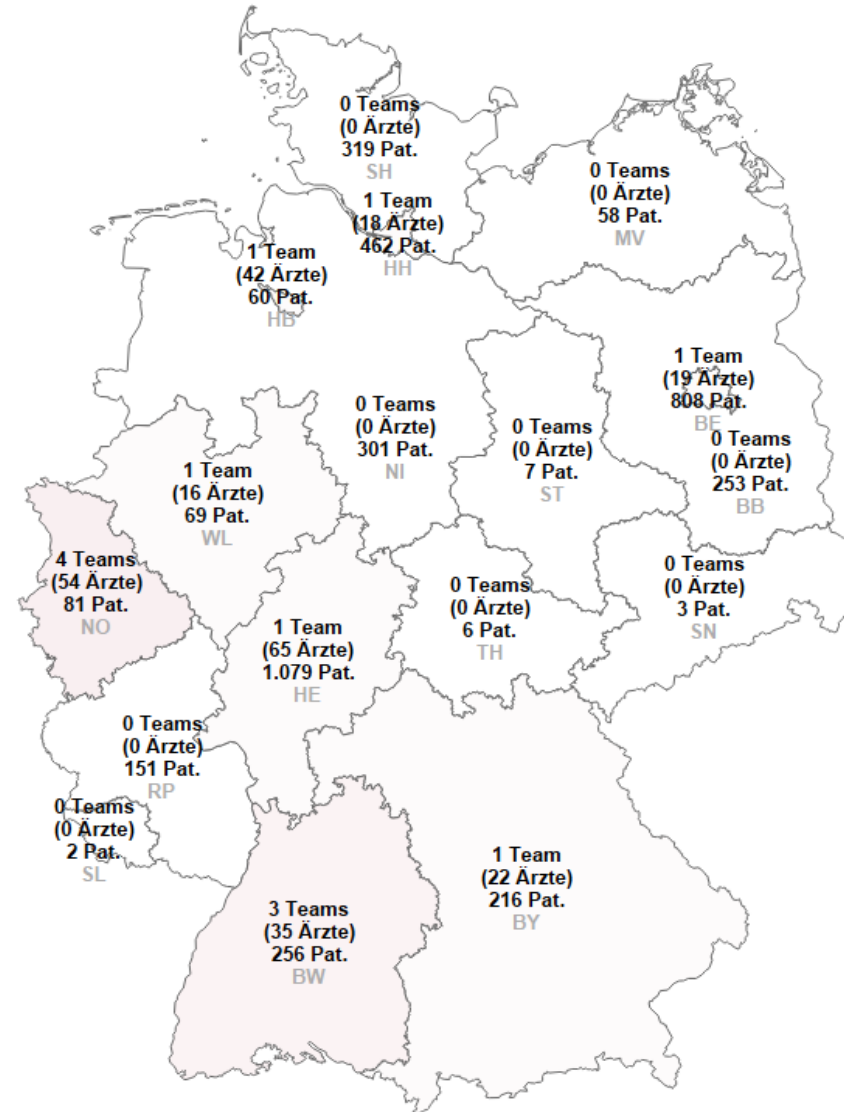 0 Teams
(0 Ärzte)
319 Pat.
SH
0 Teams
(0 Ärzte)
58 Pat.
MV
1 Team
(18 Ärzte)
462 Pat.
HH
1 Team
(42 Ärzte)
60 Pat.
HB
1 Team
(19 Ärzte)
808 Pat.
BE
0 Teams
(0 Ärzte)
301 Pat.
NI
0 Teams
(0 Ärzte)
7 Pat.
ST
0 Teams
(0 Ärzte)
253 Pat.
BB
1 Team
(16 Ärzte)
69 Pat.
WL
4 Teams
(54 Ärzte)
81 Pat.
NO
0 Teams
(0 Ärzte)
3 Pat.
SN
0 Teams
(0 Ärzte)
6 Pat.
TH
1 Team
(65 Ärzte)
1.079 Pat.
HE
0 Teams
(0 Ärzte)
151 Pat.
RP
0 Teams
(0 Ärzte)
2 Pat.
SL
1 Team
(22 Ärzte)
216 Pat.
BY
3 Teams
(35 Ärzte)
256 Pat.
BW